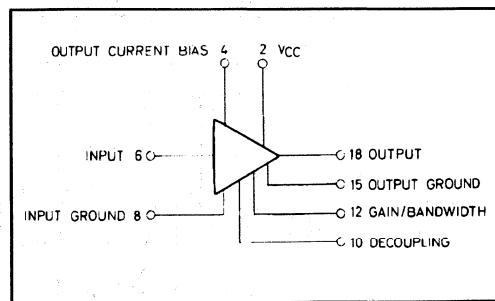 OUTPUT CURRENT BIAS 4 2 VCC
INPUT 6 18 OUTPUT
15 OUTPUT GROUND
INPUT GROUND 8 12 GAIN/BANDWIDTH
10 DECOUPLING